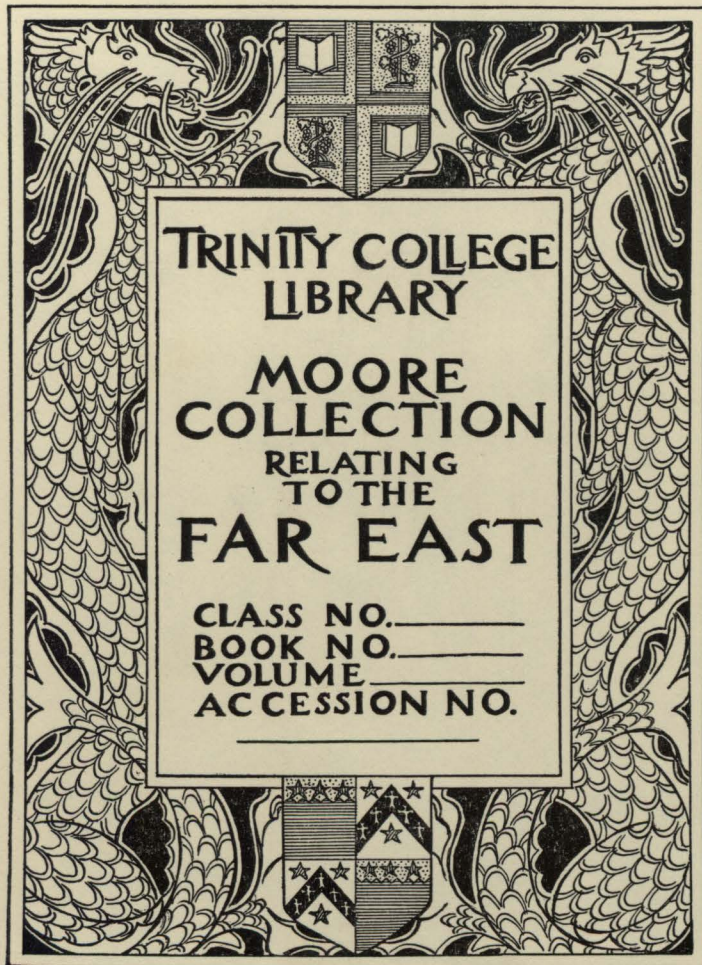 TRINITY COLLEGE
LIBRARY
MOORE
COLLECTION
RELATING
TO THE
FAR EAST
CLASS NO.
BOOK NO.
VOLUME
ACCESSION NO.